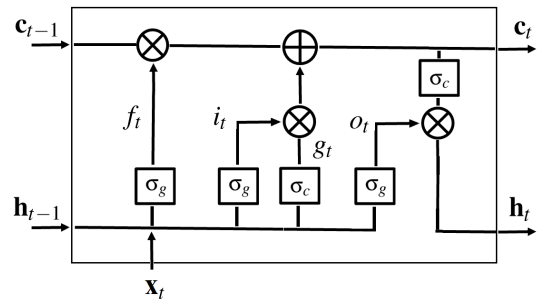 c_{t−1}
c_t
σ_c
f_t
i_t
o_t
g_t
σ_g
σ_g
σ_c
σ_g
h_{t−1}
h_t
x_t